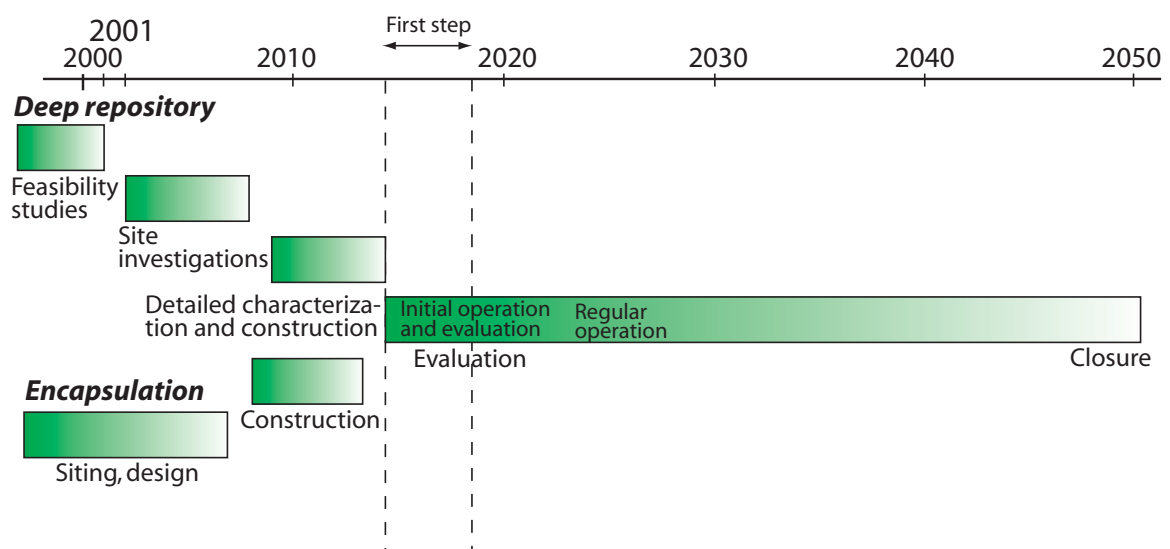 First step
2001
2000 2010 2020 2030 2040 2050
Deep repository
Feasibility
studies
Site
investigations
Detailed characteriza-
tion and construction
Initial operation
and evaluation
Regular
operation
Evaluation
Closure
Encapsulation
Construction
Siting, design